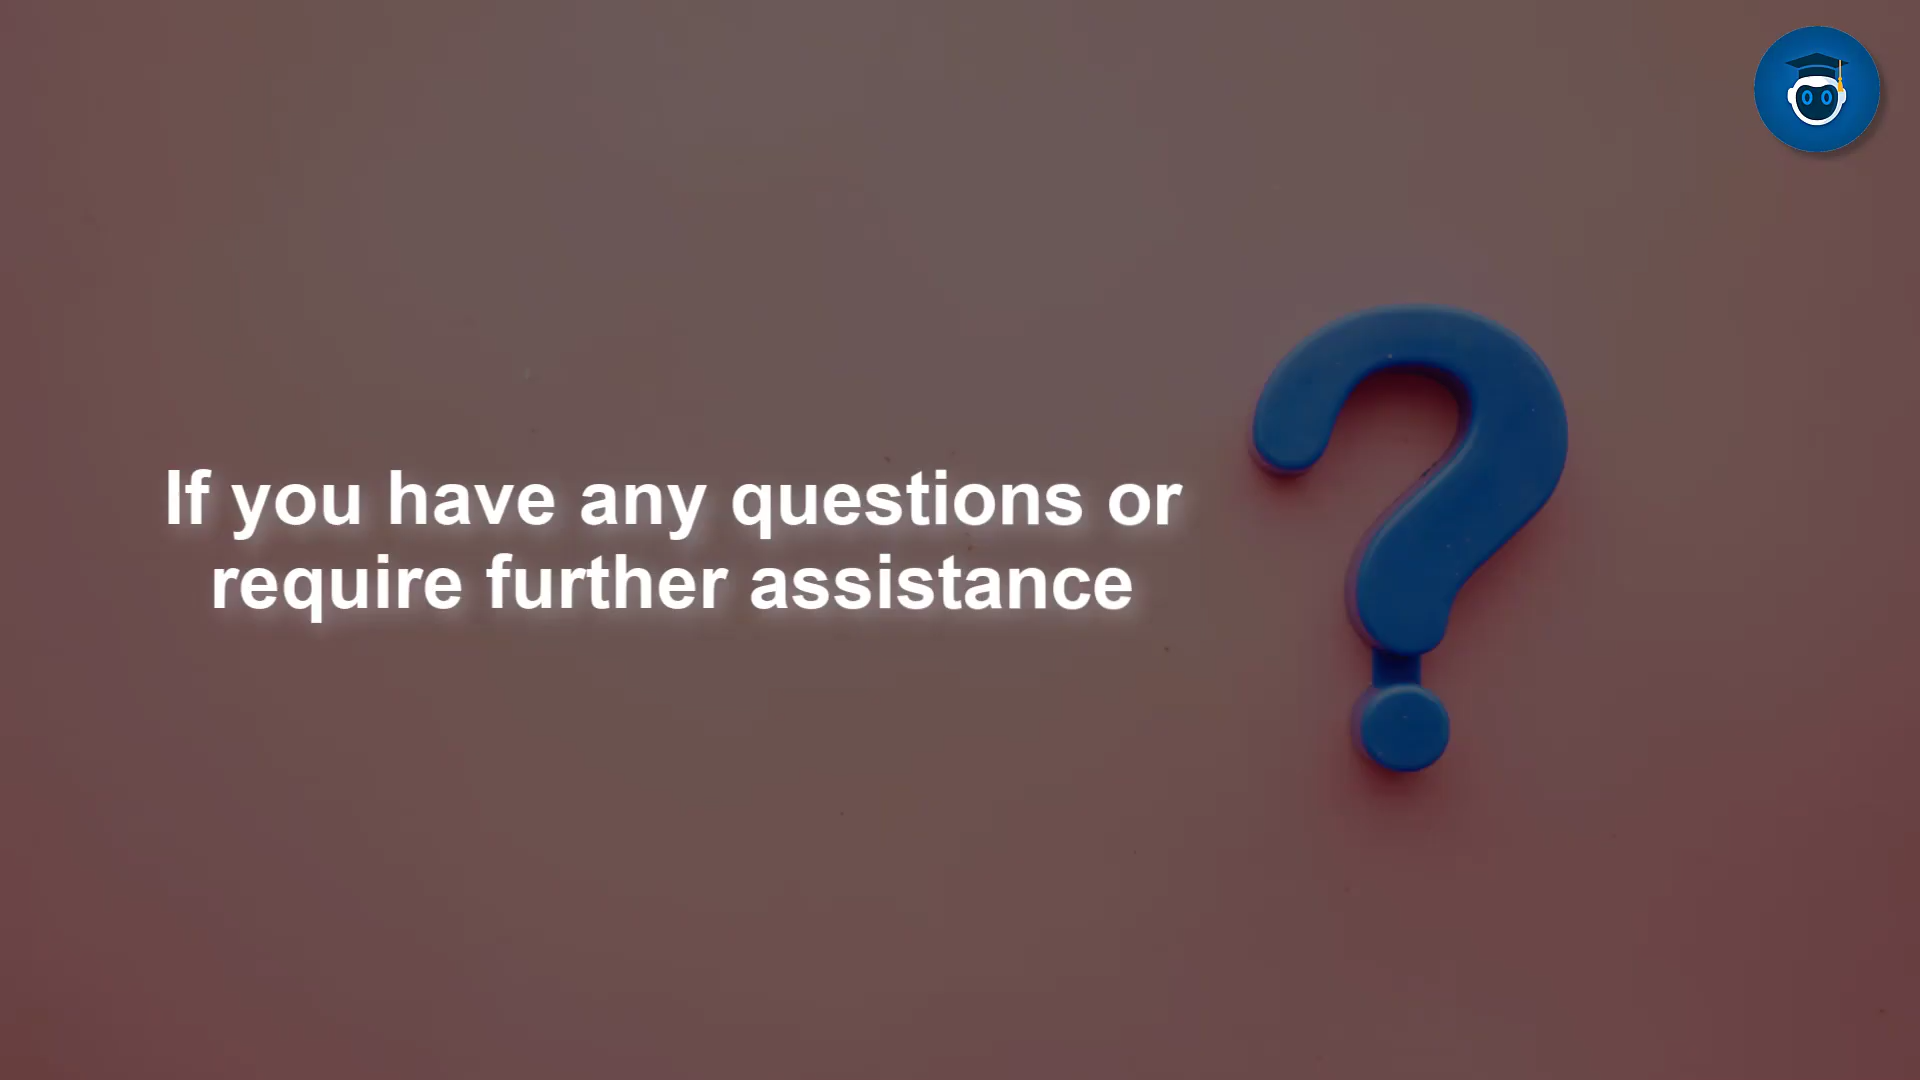 If you have any questions or
require further assistance